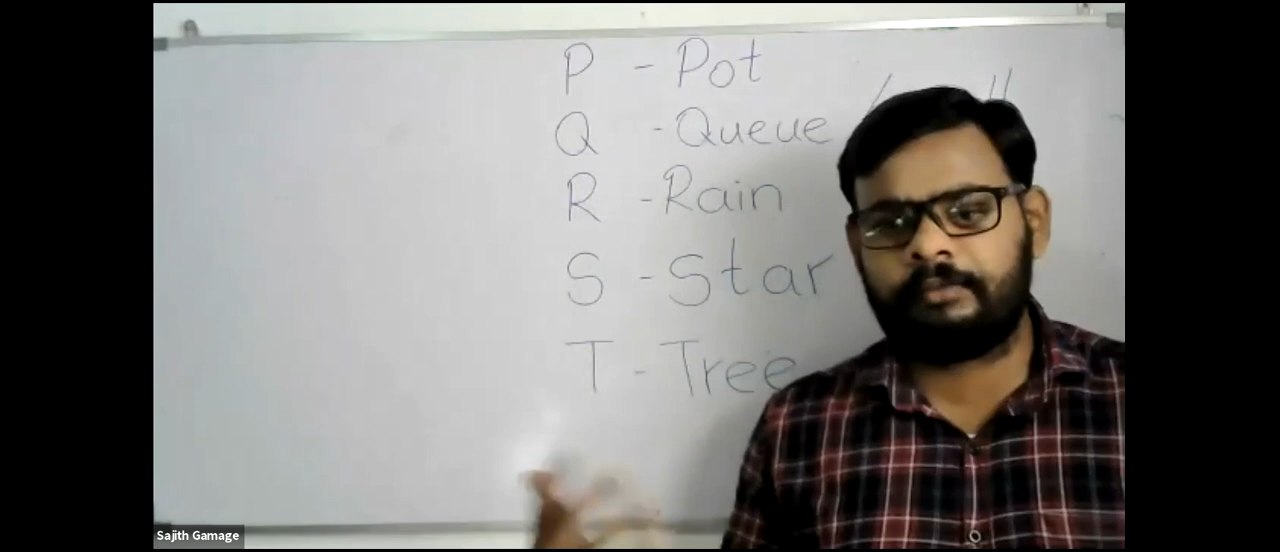 P - Pot
Q - Queue
R - Rain
S - Star
T - Tree
Sajith Gamage